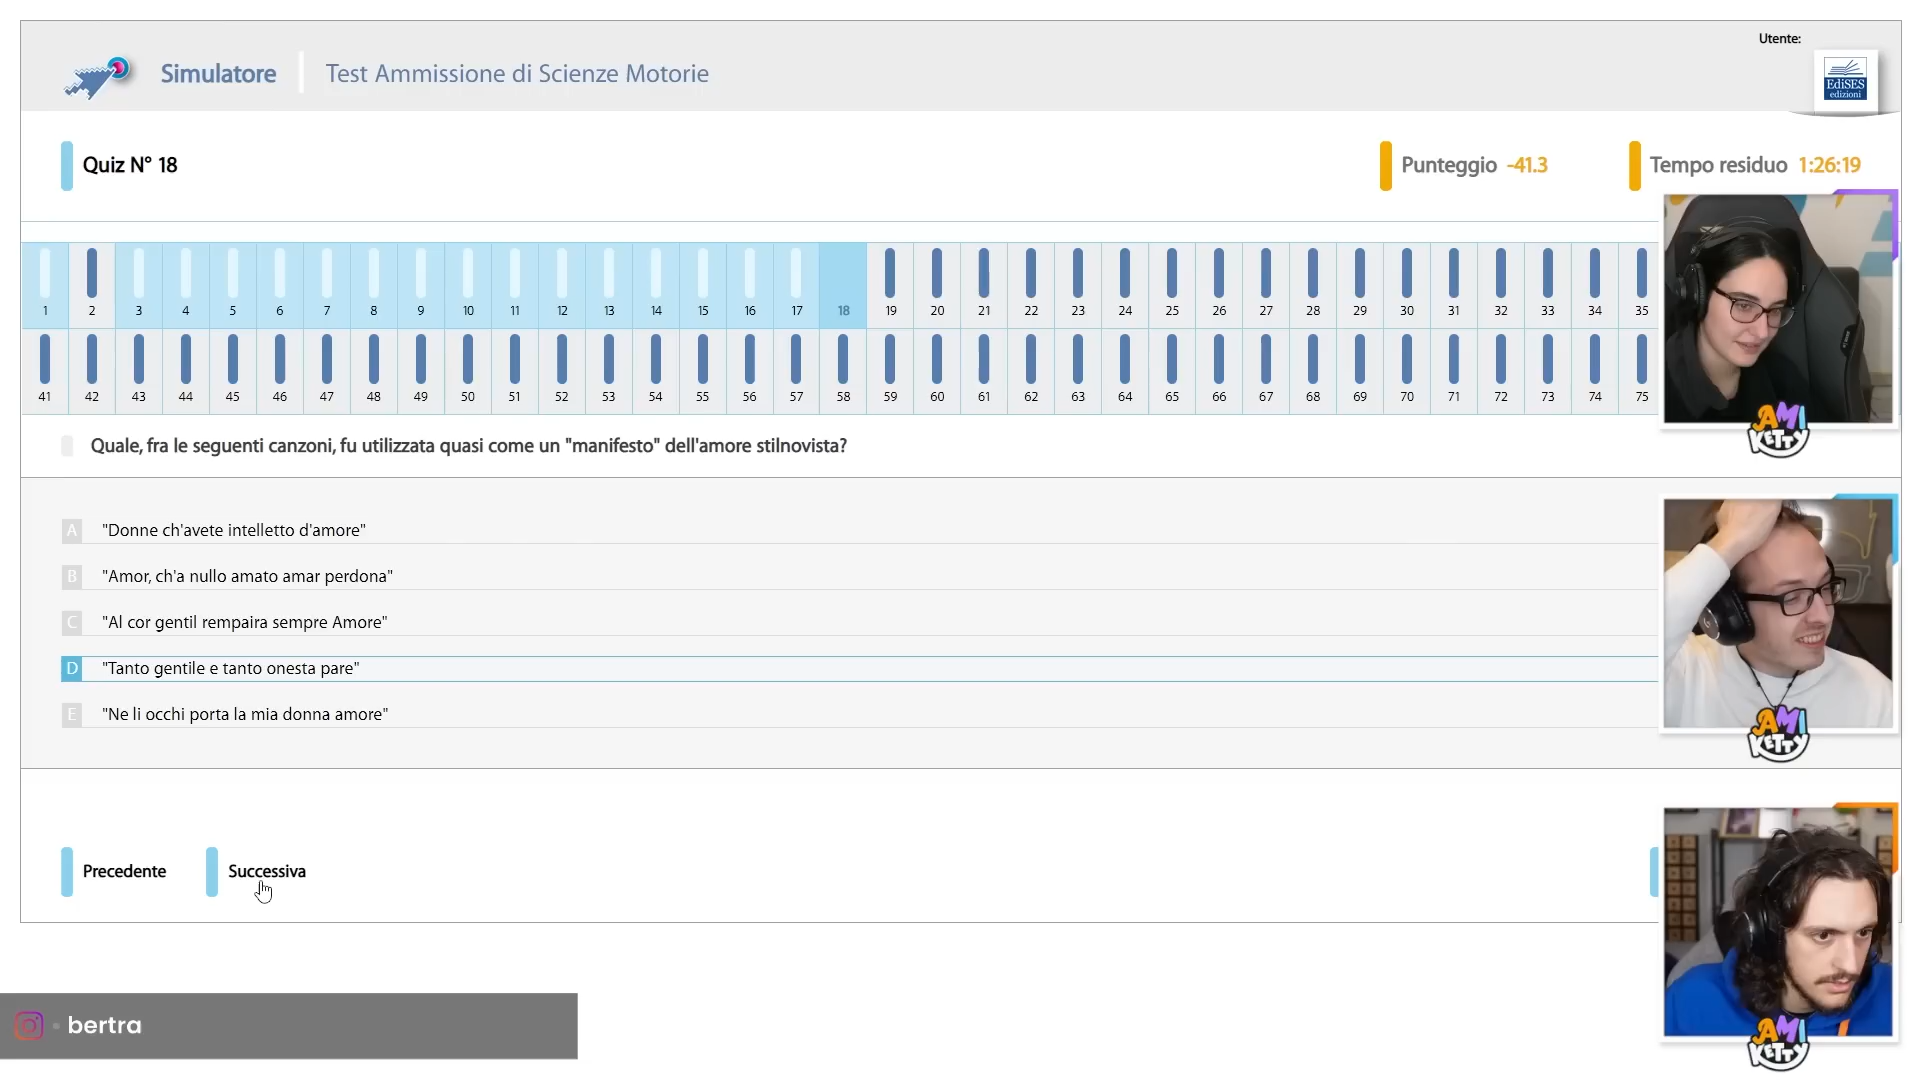 Utente:
Simulatore
Test Ammissione di Scienze Motorie
EdiSES
edizioni
Quiz N° 18
Punteggio -41.3
Tempo residuo 1:26:19
1 2 3 4 5 6 7 8 9 10 11 12 13 14 15 16 17 18 19 20 21 22 23 24 25 26 27 28 29 30 31 32 33 34 35
41 42 43 44 45 46 47 48 49 50 51 52 53 54 55 56 57 58 59 60 61 62 63 64 65 66 67 68 69 70 71 72 73 74 75
Quale, fra le seguenti canzoni, fu utilizzata quasi come un "manifesto" dell'amore stilnovista?
A "Donne ch'avete intelletto d'amore"
B "Amor, ch'a nullo amato amar perdona"
C "Al cor gentil rempaira sempre Amore"
D "Tanto gentile e tanto onesta pare"
E "Ne li occhi porta la mia donna amore"
Precedente
Successiva
AMI
KETTY
AMI
KETTY
AMI
KETTY
bertra